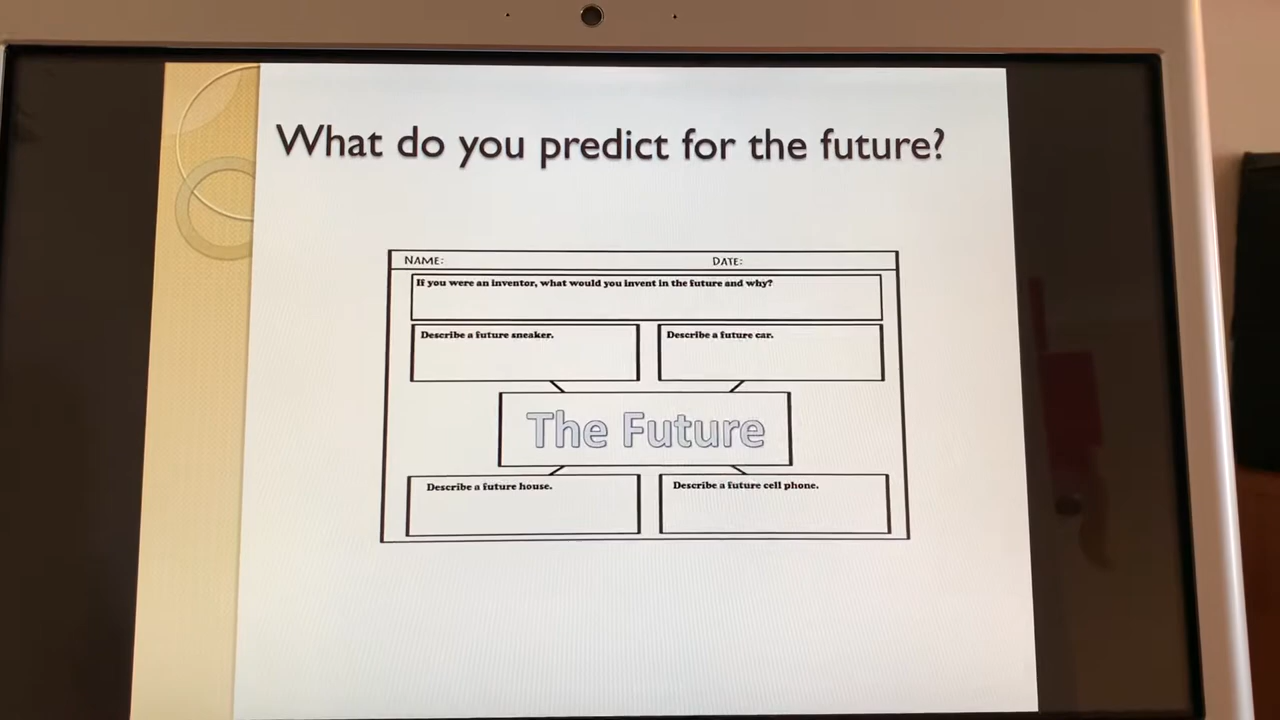 What do you predict for the future?
NAME: DATE:
If you were an inventor, what would you invent in the future and why?
Describe a future sneaker. Describe a future car.
The Future
Describe a future house. Describe a future cell phone.